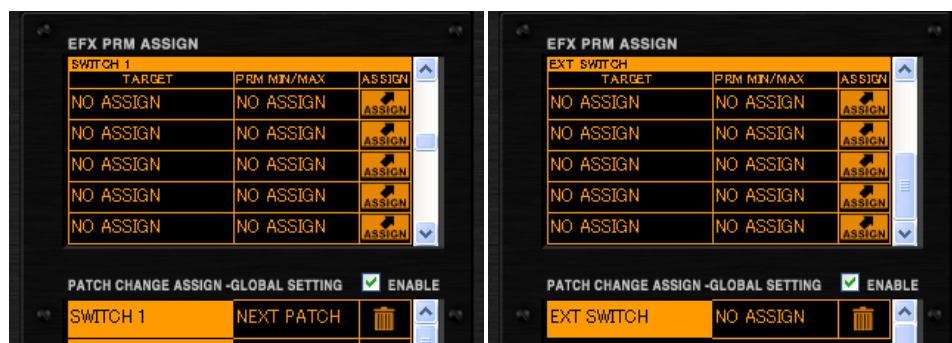 EFX PRM ASSIGN
SWITCH 1
TARGET PRM MIN/MAX ASSIGN
NO ASSIGN NO ASSIGN ASSIGN
NO ASSIGN NO ASSIGN ASSIGN
NO ASSIGN NO ASSIGN ASSIGN
NO ASSIGN NO ASSIGN ASSIGN
NO ASSIGN NO ASSIGN ASSIGN
PATCH CHANGE ASSIGN -GLOBAL SETTING ENABLE
SWITCH 1 NEXT PATCH
EFX PRM ASSIGN
EXT SWITCH
TARGET PRM MIN/MAX ASSIGN
NO ASSIGN NO ASSIGN ASSIGN
NO ASSIGN NO ASSIGN ASSIGN
NO ASSIGN NO ASSIGN ASSIGN
NO ASSIGN NO ASSIGN ASSIGN
NO ASSIGN NO ASSIGN ASSIGN
PATCH CHANGE ASSIGN -GLOBAL SETTING ENABLE
EXT SWITCH NO ASSIGN